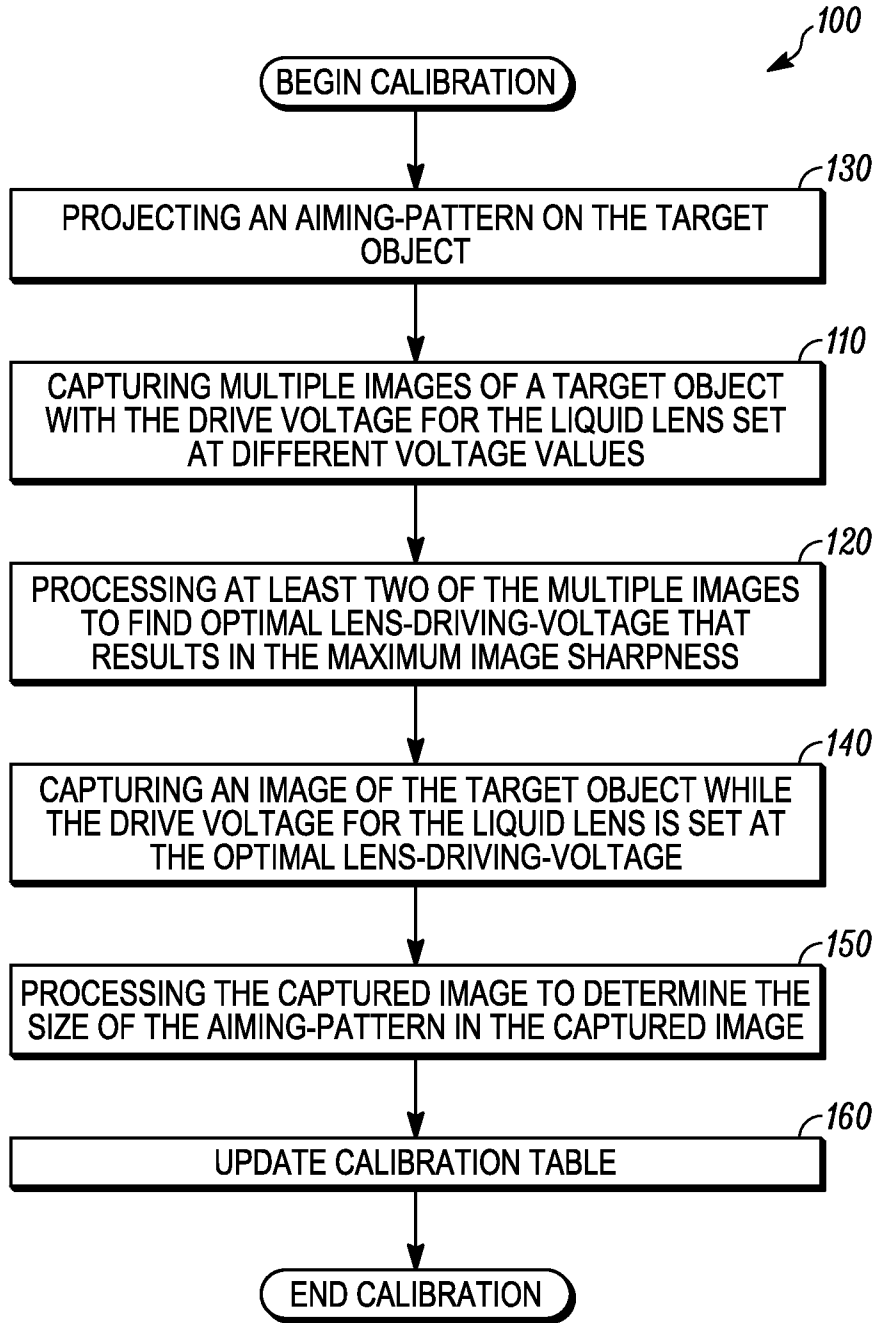 100
BEGIN CALIBRATION
130
PROJECTING AN AIMING-PATTERN ON THE TARGET
OBJECT
110
CAPTURING MULTIPLE IMAGES OF A TARGET OBJECT
WITH THE DRIVE VOLTAGE FOR THE LIQUID LENS SET
AT DIFFERENT VOLTAGE VALUES
120
PROCESSING AT LEAST TWO OF THE MULTIPLE IMAGES
TO FIND OPTIMAL LENS-DRIVING-VOLTAGE THAT
RESULTS IN THE MAXIMUM IMAGE SHARPNESS
140
CAPTURING AN IMAGE OF THE TARGET OBJECT WHILE
THE DRIVE VOLTAGE FOR THE LIQUID LENS IS SET AT
THE OPTIMAL LENS-DRIVING-VOLTAGE
150
PROCESSING THE CAPTURED IMAGE TO DETERMINE THE
SIZE OF THE AIMING-PATTERN IN THE CAPTURED IMAGE
160
UPDATE CALIBRATION TABLE
END CALIBRATION